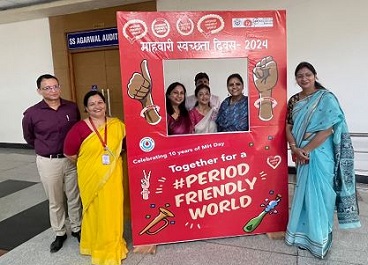 SS AGARWAL AUDIT
माहवारी स्वच्छता दिवस- 2024
Celebrating 10 years of MH Day
Together for a
#PERIOD
FRIENDLY
WORLD